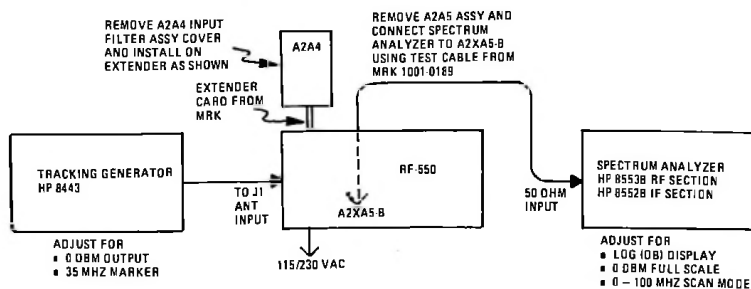 REMOVE A2A4 INPUT
FILTER ASSY COVER
AND INSTALL ON
EXTENDER AS SHOWN
A2A4
REMOVE A2A5 ASSY AND
CONNECT SPECTRUM
ANALYZER TO A2XA5-B
USING TEST CABLE FROM
MRK 1001-0189
EXTENDER
CARD FROM
MRK
TRACKING GENERATOR
HP 8443
TO J1
ANT
INPUT
RF-550
A2XA5-B
50 OHM
INPUT
SPECTRUM ANALYZER
HP 8553B RF SECTION
HP 8552B IF SECTION
ADJUST FOR
▪ 0 DBM OUTPUT
▪ 35 MHZ MARKER
115/230 VAC
ADJUST FOR
▪ LOG (DB) DISPLAY
▪ 0 DBM FULL SCALE
▪ 0 – 100 MHZ SCAN MODE